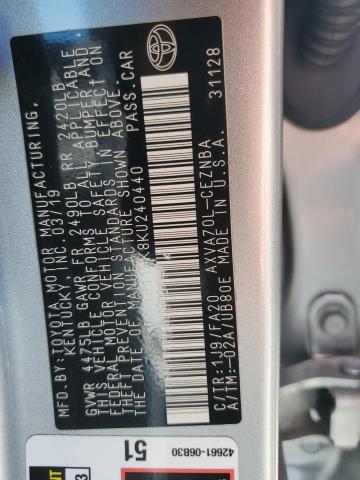 MFD. BY: TOYOTA MOTOR MANUFACTURING,
KENTUCKY, INC. 03/19
GVWR 4475LB GAWR FR 2490LB RR 2420LB
THIS VEHICLE CONFORMS TO ALL APPLICABLE
FEDERAL MOTOR VEHICLE SAFETY, BUMPER, AND
THEFT PREVENTION STANDARDS IN EFFECT ON
THE DATE OF MANUFACTURE SHOWN ABOVE.
K8KU240440 PASS.CAR
C/TR:1J9/FA20 AXVA70L-CEZNBA
A/TM:-02A/UB80E MADE IN U.S.A. 31128
TOYOTA
42661-06B30
51